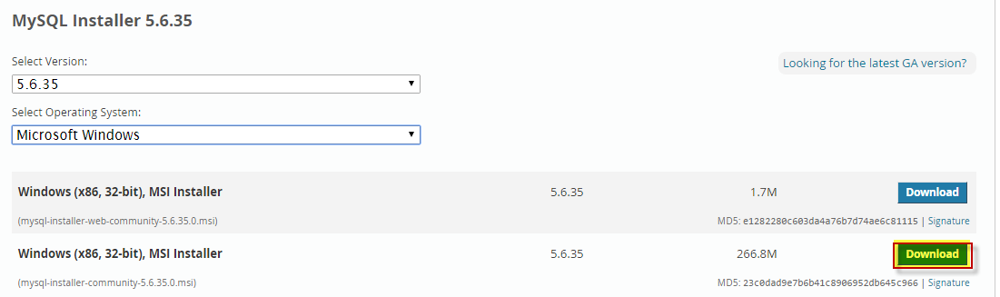 MySQL Installer 5.6.35
Select Version:
Looking for the latest GA version?
5.6.35
Select Operating System:
Microsoft Windows
Windows (x86, 32-bit), MSI Installer 5.6.35 1.7M Download
(mysql-installer-web-community-5.6.35.0.msi) MD5: e1282280c603da4a76b7d74ae6c81115 | Signature
Windows (x86, 32-bit), MSI Installer 5.6.35 266.8M Download
(mysql-installer-community-5.6.35.0.msi) MD5: 23c0dad9e7b6b41c8906952db645c966 | Signature